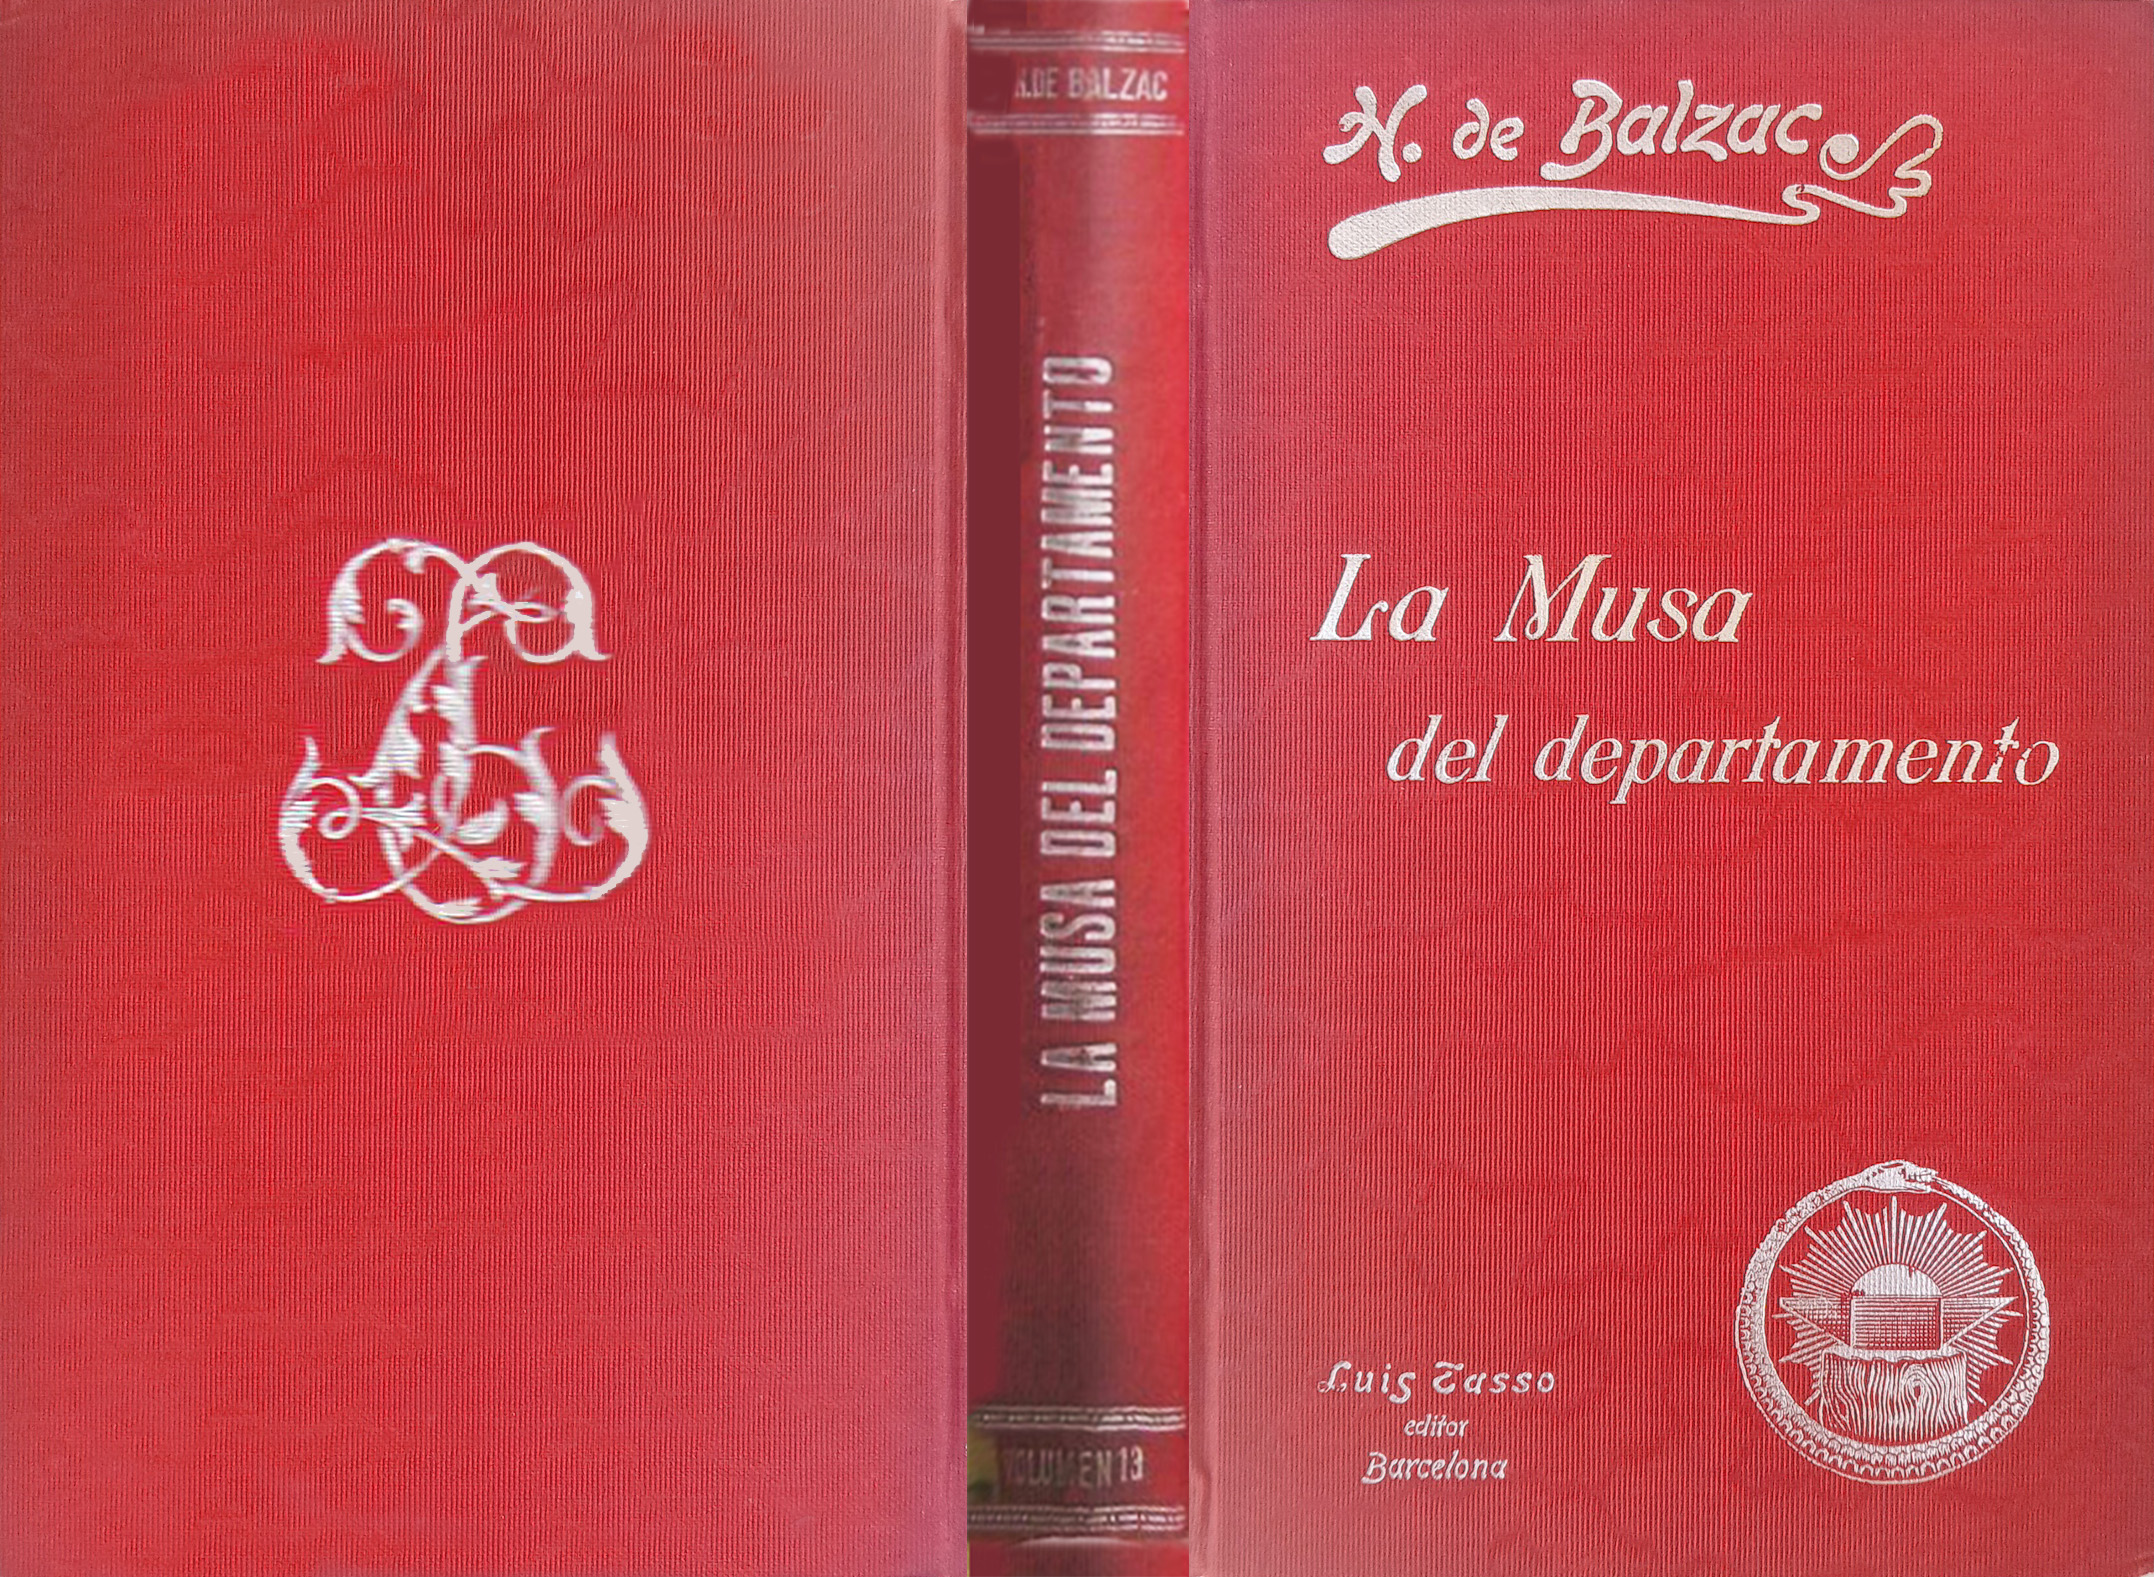 H. DE BALZAC
LA MUSA DEL DEPARTAMENTO
VOLUMEN 13
H. de Balzac
La Musa
del departamento
Luis Tasso
editor
Barcelona